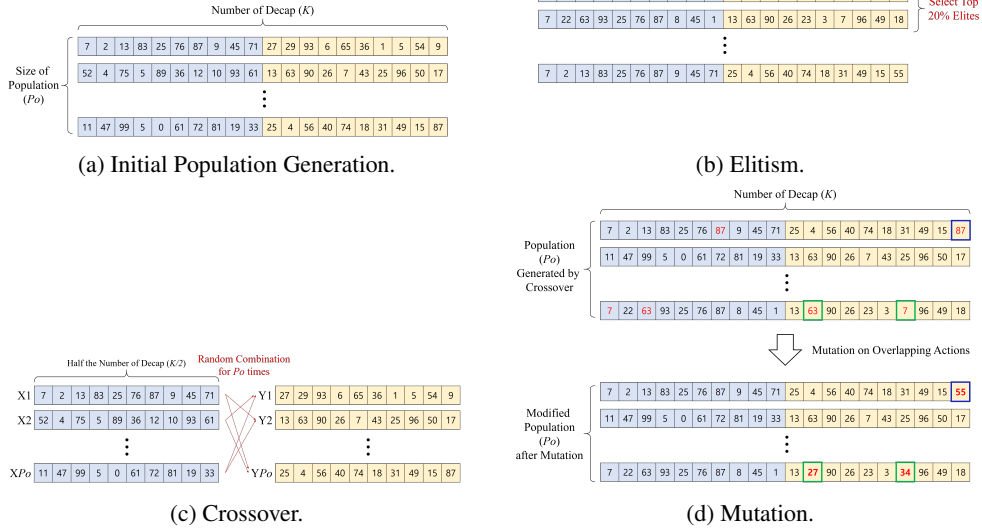 Number of Decap (K)
Size of Population (Po)
7 2 13 83 25 76 87 9 45 71 27 29 93 6 65 36 1 5 54 9
52 4 75 5 89 36 12 10 93 61 13 63 90 26 7 43 25 96 50 17
11 47 99 5 0 61 72 81 19 33 25 4 56 40 74 18 31 49 15 87
(a) Initial Population Generation.
7 22 63 93 25 76 87 8 45 1 13 63 90 26 23 3 7 96 49 18
Select Top
20% Elites
7 2 13 83 25 76 87 9 45 71 25 4 56 40 74 18 31 49 15 55
(b) Elitism.
Half the Number of Decap (K/2)
Random Combination
for Po times
X1 7 2 13 83 25 76 87 9 45 71 Y1 27 29 93 6 65 36 1 5 54 9
X2 52 4 75 5 89 36 12 10 93 61 Y2 13 63 90 26 7 43 25 96 50 17
XPo 11 47 99 5 0 61 72 81 19 33 YPo 25 4 56 40 74 18 31 49 15 87
(c) Crossover.
Number of Decap (K)
Population
(Po)
Generated by
Crossover
7 2 13 83 25 76 87 9 45 71 25 4 56 40 74 18 31 49 15 87
11 47 99 5 0 61 72 81 19 33 13 63 90 26 7 43 25 96 50 17
7 22 63 93 25 76 87 8 45 1 13 63 90 26 23 3 7 96 49 18
Mutation on Overlapping Actions
Modified
Population
(Po)
after Mutation
7 2 13 83 25 76 87 9 45 71 25 4 56 40 74 18 31 49 15 55
11 47 99 5 0 61 72 81 19 33 13 63 90 26 7 43 25 96 50 17
7 22 63 93 25 76 87 8 45 1 13 27 90 26 23 3 34 96 49 18
(d) Mutation.